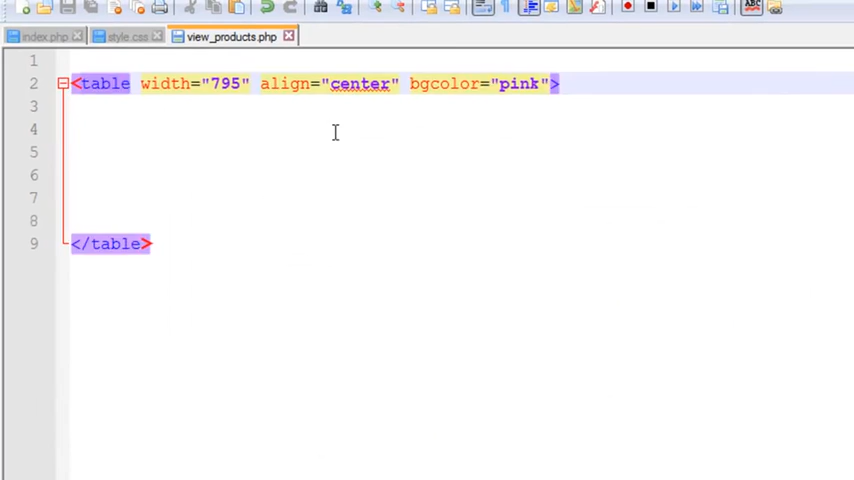 index.php style.css view_products.php
1
2 <table width="795" align="center" bgcolor="pink">
3
4
5
6
7
8
9 </table>